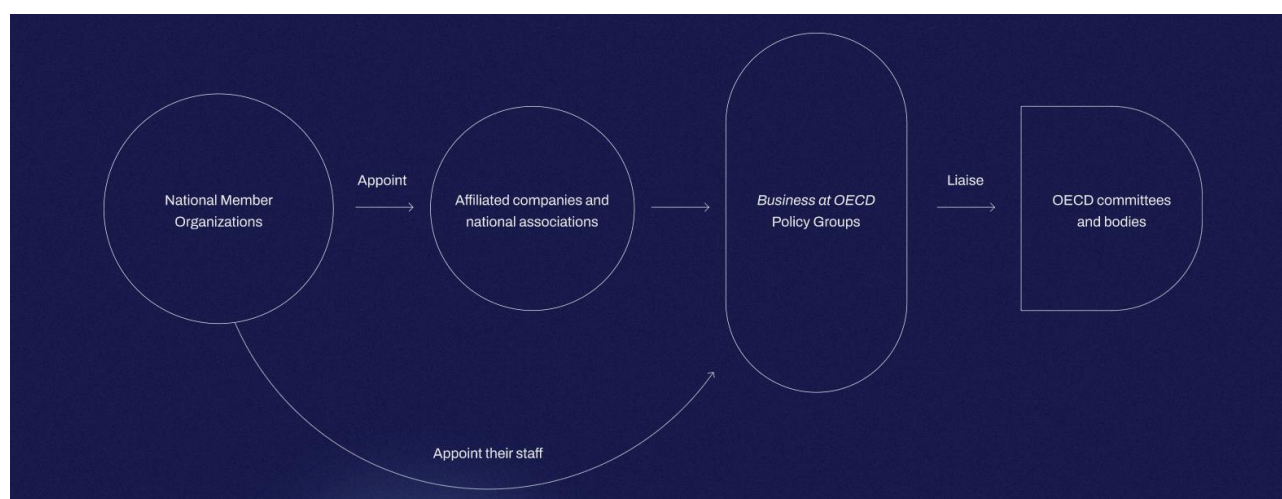 National Member
Organizations
Appoint
Affiliated companies and
national associations
Business at OECD
Policy Groups
Liaise
OECD committees
and bodies
Appoint their staff